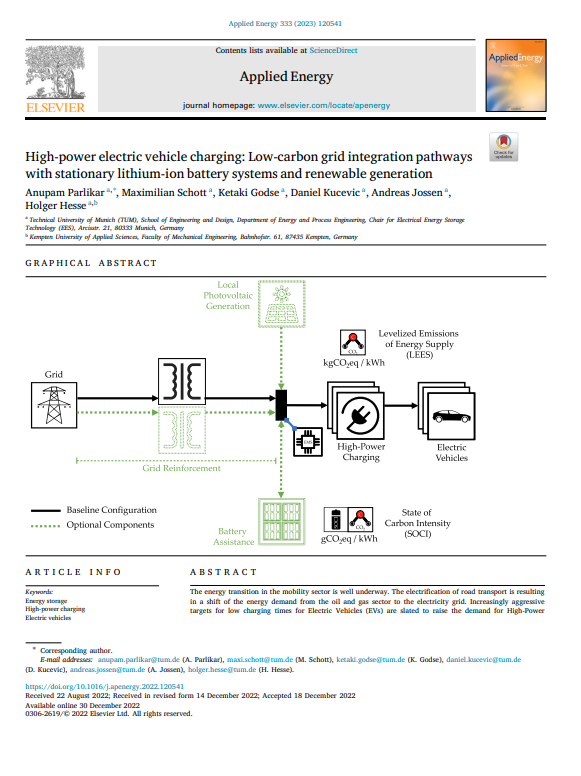 Applied Energy 333 (2023) 120541
Contents lists available at ScienceDirect
Applied Energy
journal homepage: www.elsevier.com/locate/apenergy
ELSEVIER
AppliedEnergy
Check for
updates
High-power electric vehicle charging: Low-carbon grid integration pathways
with stationary lithium-ion battery systems and renewable generation
Anupam Parlikar a,*, Maximilian Schott a, Ketaki Godse a, Daniel Kucevic a, Andreas Jossen a,
Holger Hesse a,b
a Technical University of Munich (TUM), School of Engineering and Design, Department of Energy and Process Engineering, Chair for Electrical Energy Storage
Technology (EES), Arcisstr. 21, 80333 Munich, Germany
b Kempten University of Applied Sciences, Faculty of Mechanical Engineering, Bahnhofstr. 61, 87435 Kempten, Germany
GRAPHICAL ABSTRACT
Local
Photovoltaic
Generation
Levelized Emissions
of Energy Supply
(LEES)
CO2
kgCO2eq / kWh
Grid
EMS
High-Power
Charging
Electric
Vehicles
Grid Reinforcement
Baseline Configuration
Optional Components
Battery
Assistance
CO2
gCO2eq / kWh
State of
Carbon Intensity
(SOCI)
ARTICLE INFO
Keywords:
Energy storage
High-power charging
Electric vehicles
ABSTRACT
The energy transition in the mobility sector is well underway. The electrification of road transport is resulting
in a shift of the energy demand from the oil and gas sector to the electricity grid. Increasingly aggressive
targets for low charging times for Electric Vehicles (EVs) are slated to raise the demand for High-Power
* Corresponding author.
E-mail addresses: anupam.parlikar@tum.de (A. Parlikar), maxi.schott@tum.de (M. Schott), ketaki.godse@tum.de (K. Godse), daniel.kucevic@tum.de
(D. Kucevic), andreas.jossen@tum.de (A. Jossen), holger.hesse@tum.de (H. Hesse).
https://doi.org/10.1016/j.apenergy.2022.120541
Received 22 August 2022; Received in revised form 14 December 2022; Accepted 18 December 2022
Available online 30 December 2022
0306-2619/© 2022 Elsevier Ltd. All rights reserved.